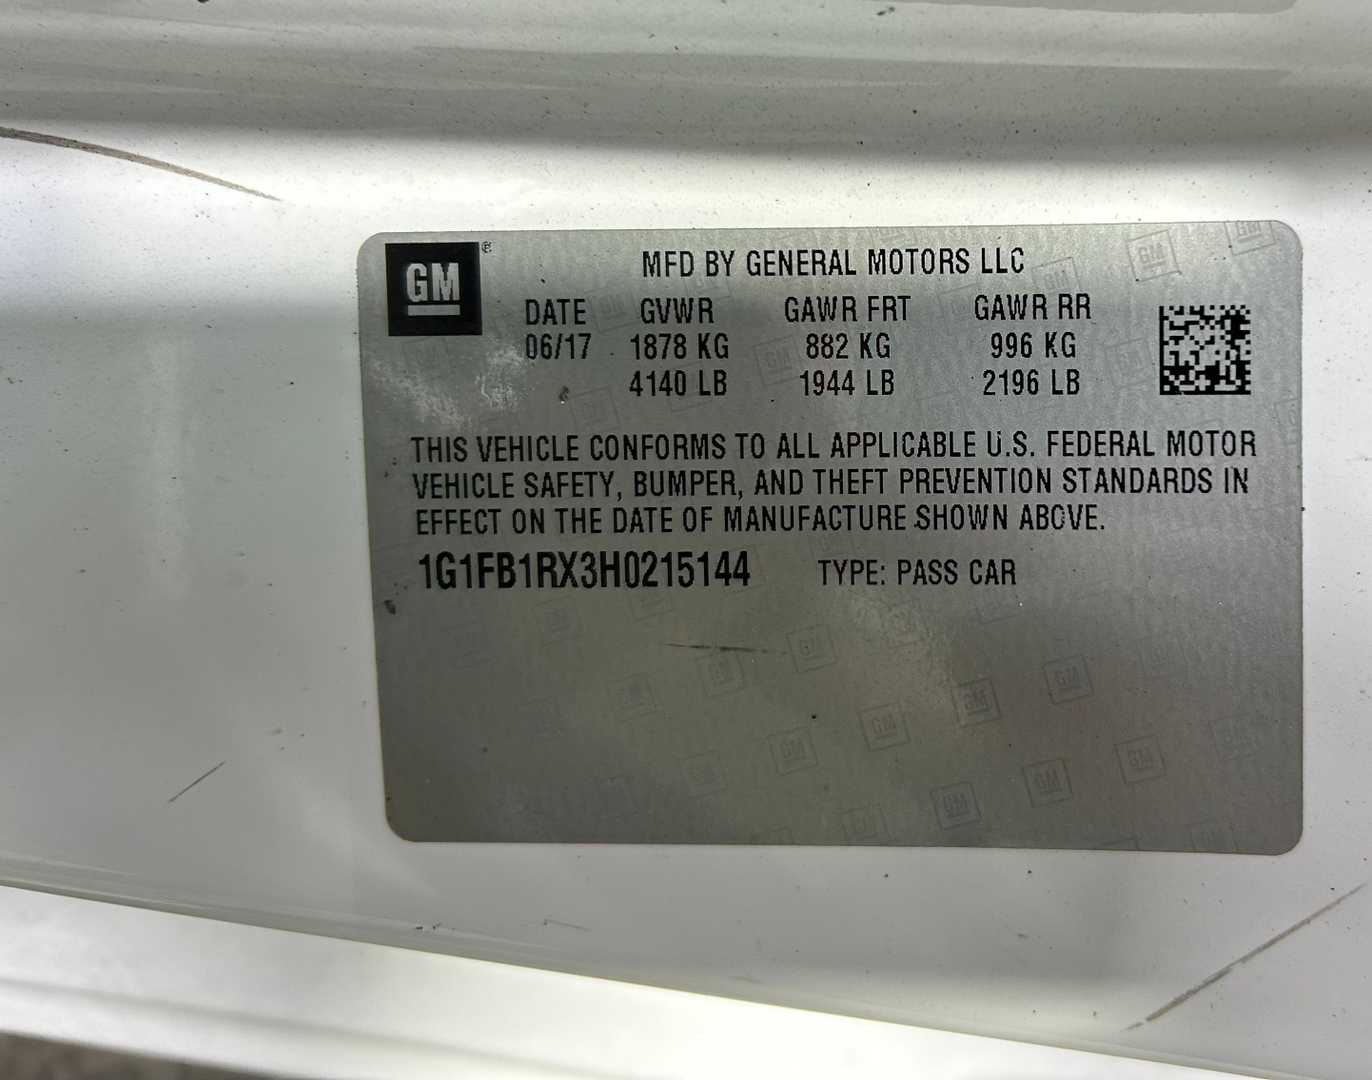 GM ®
MFD BY GENERAL MOTORS LLC
DATE GVWR GAWR FRT GAWR RR
06/17 1878 KG 882 KG 996 KG
4140 LB 1944 LB 2196 LB
THIS VEHICLE CONFORMS TO ALL APPLICABLE U.S. FEDERAL MOTOR
VEHICLE SAFETY, BUMPER, AND THEFT PREVENTION STANDARDS IN
EFFECT ON THE DATE OF MANUFACTURE SHOWN ABOVE.
1G1FB1RX3H0215144 TYPE: PASS CAR